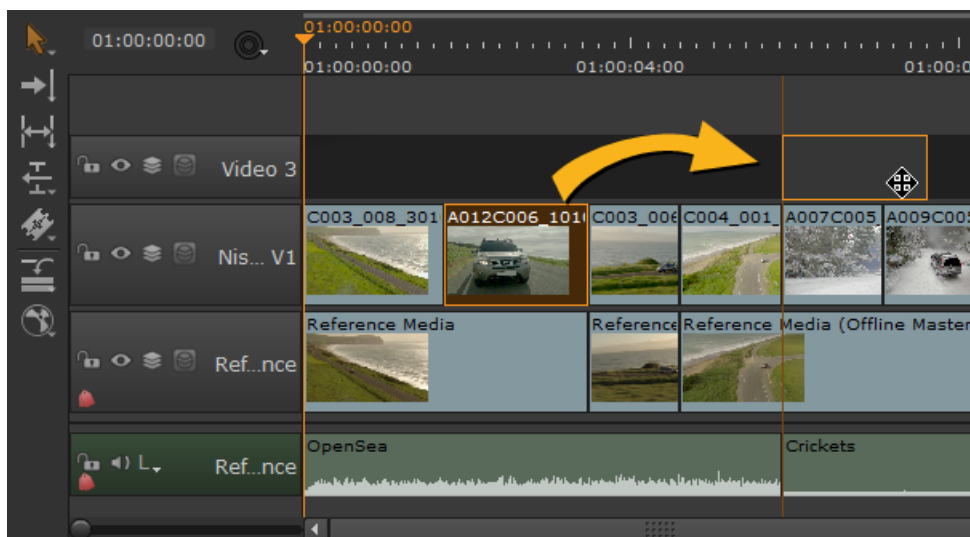 01:00:00:00
01:00:00:00
01:00:00:00
01:00:04:00
01:00:0
Video 3
C003_008_301
A012C006_101
C003_006
C004_001_
A007C005_
A009C005
Nis... V1
Reference Media
Reference
Reference Media (Offline Master
Ref...nce
OpenSea
Crickets
L
Ref...nce